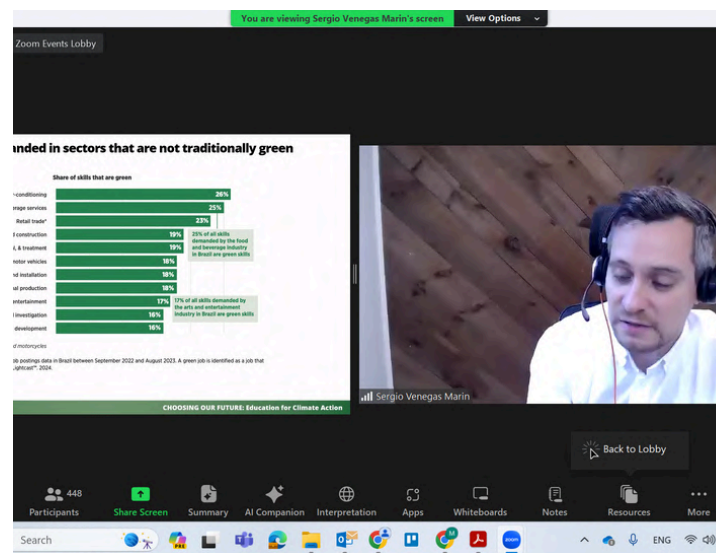 You are viewing Sergio Venegas Marin's screen
View Options
Zoom Events Lobby
anded in sectors that are not traditionally green
Share of skills that are green
-conditioning 26%
erage services 25%
Retail trade* 23%
d construction 19%
l, & treatment 19%
motor vehicles 18%
nd installation 18%
al production 18%
entertainment 17%
l investigation 16%
development 16%
25% of all skills
demanded by the food
and beverage industry
in Brazil are green skills
17% of all skills demanded by
the arts and entertainment
industry in Brazil are green skills
d motorcycles
ob postings data in Brazil between September 2022 and August 2023. A green job is identified as a job that
Lightcast™. 2024.
CHOOSING OUR FUTURE: Education for Climate Action
Sergio Venegas Marin
Back to Lobby
448
Participants
Share Screen
Summary
AI Companion
Interpretation
Apps
Whiteboards
Notes
Resources
More
Search
PRE
ENG
zoom